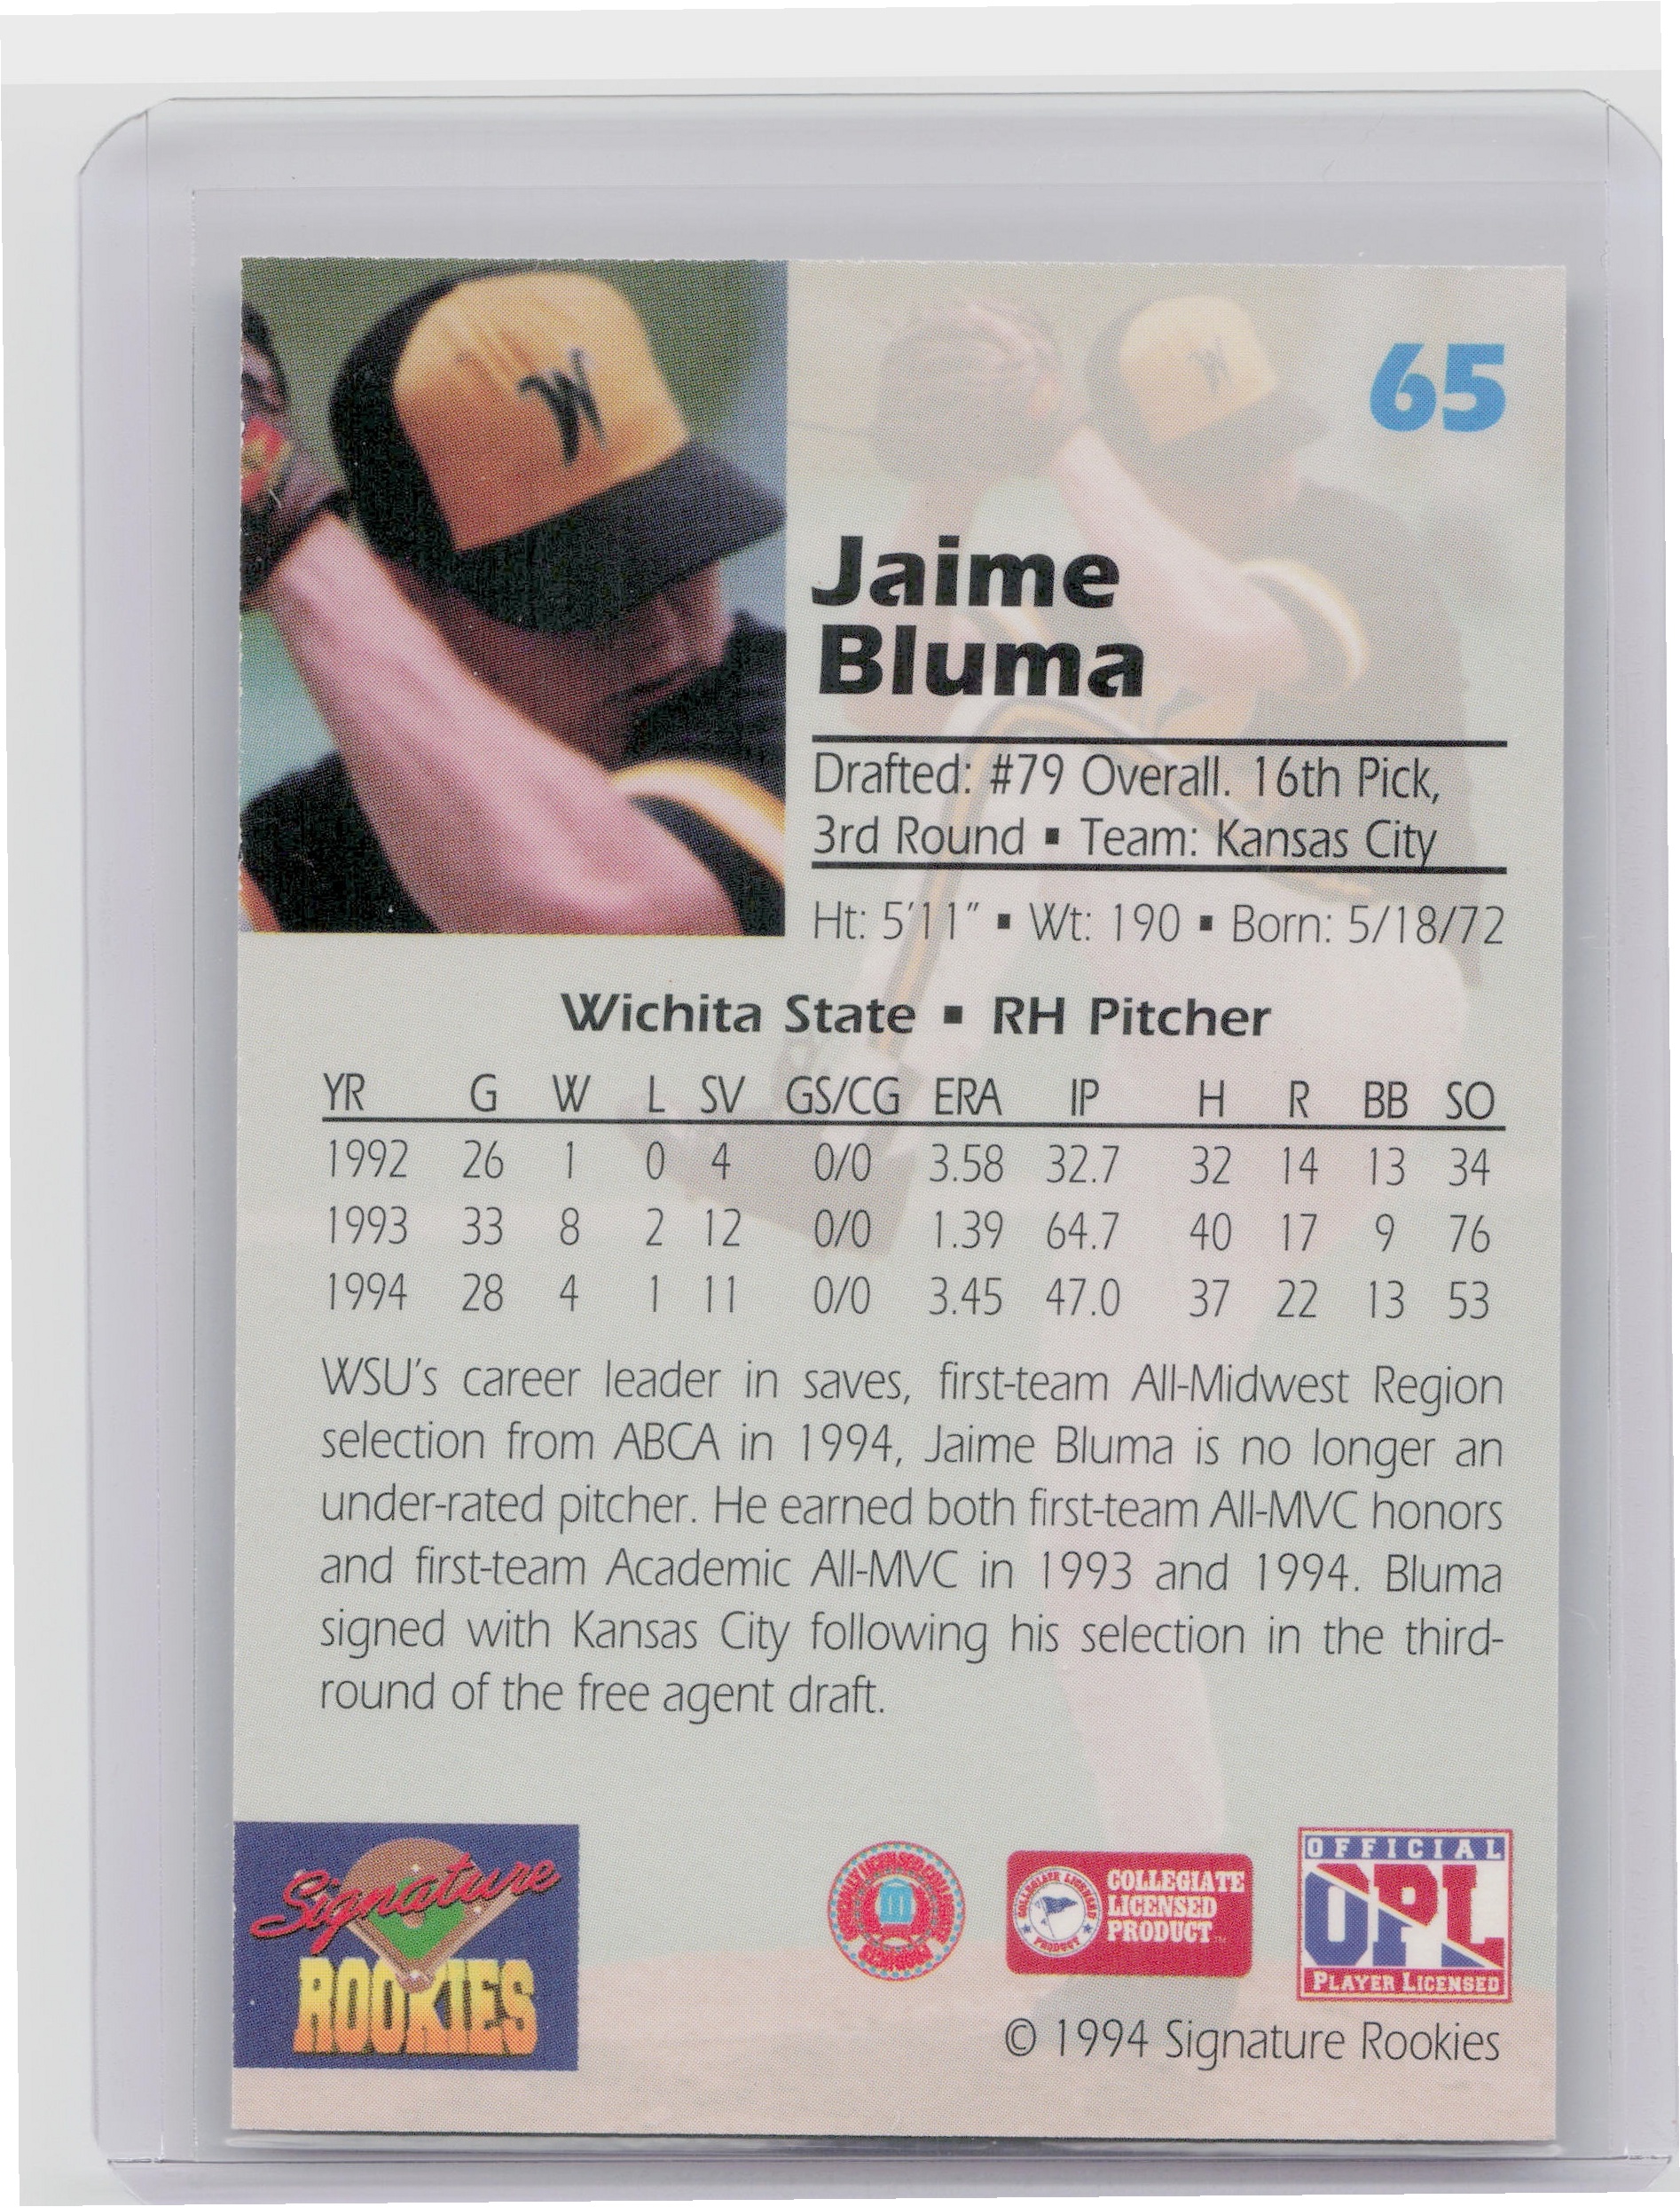 W
W
65
Jaime
Bluma
Drafted: #79 Overall. 16th Pick,
3rd Round ▪ Team: Kansas City
Ht: 5'11" ▪ Wt: 190 ▪ Born: 5/18/72
Wichita State ▪ RH Pitcher
YR G W L SV GS/CG ERA IP H R BB SO
1992 26 1 0 4 0/0 3.58 32.7 32 14 13 34
1993 33 8 2 12 0/0 1.39 64.7 40 17 9 76
1994 28 4 1 11 0/0 3.45 47.0 37 22 13 53
WSU's career leader in saves, first-team All-Midwest Region
selection from ABCA in 1994, Jaime Bluma is no longer an
under-rated pitcher. He earned both first-team All-MVC honors
and first-team Academic All-MVC in 1993 and 1994. Bluma
signed with Kansas City following his selection in the third-
round of the free agent draft.
Signature
ROOKIES
COLLEGIATE LICENSED
PRODUCT
COLLEGIATE
LICENSED
PRODUCT™
OFFICIAL
OPL
PLAYER LICENSED
© 1994 Signature Rookies